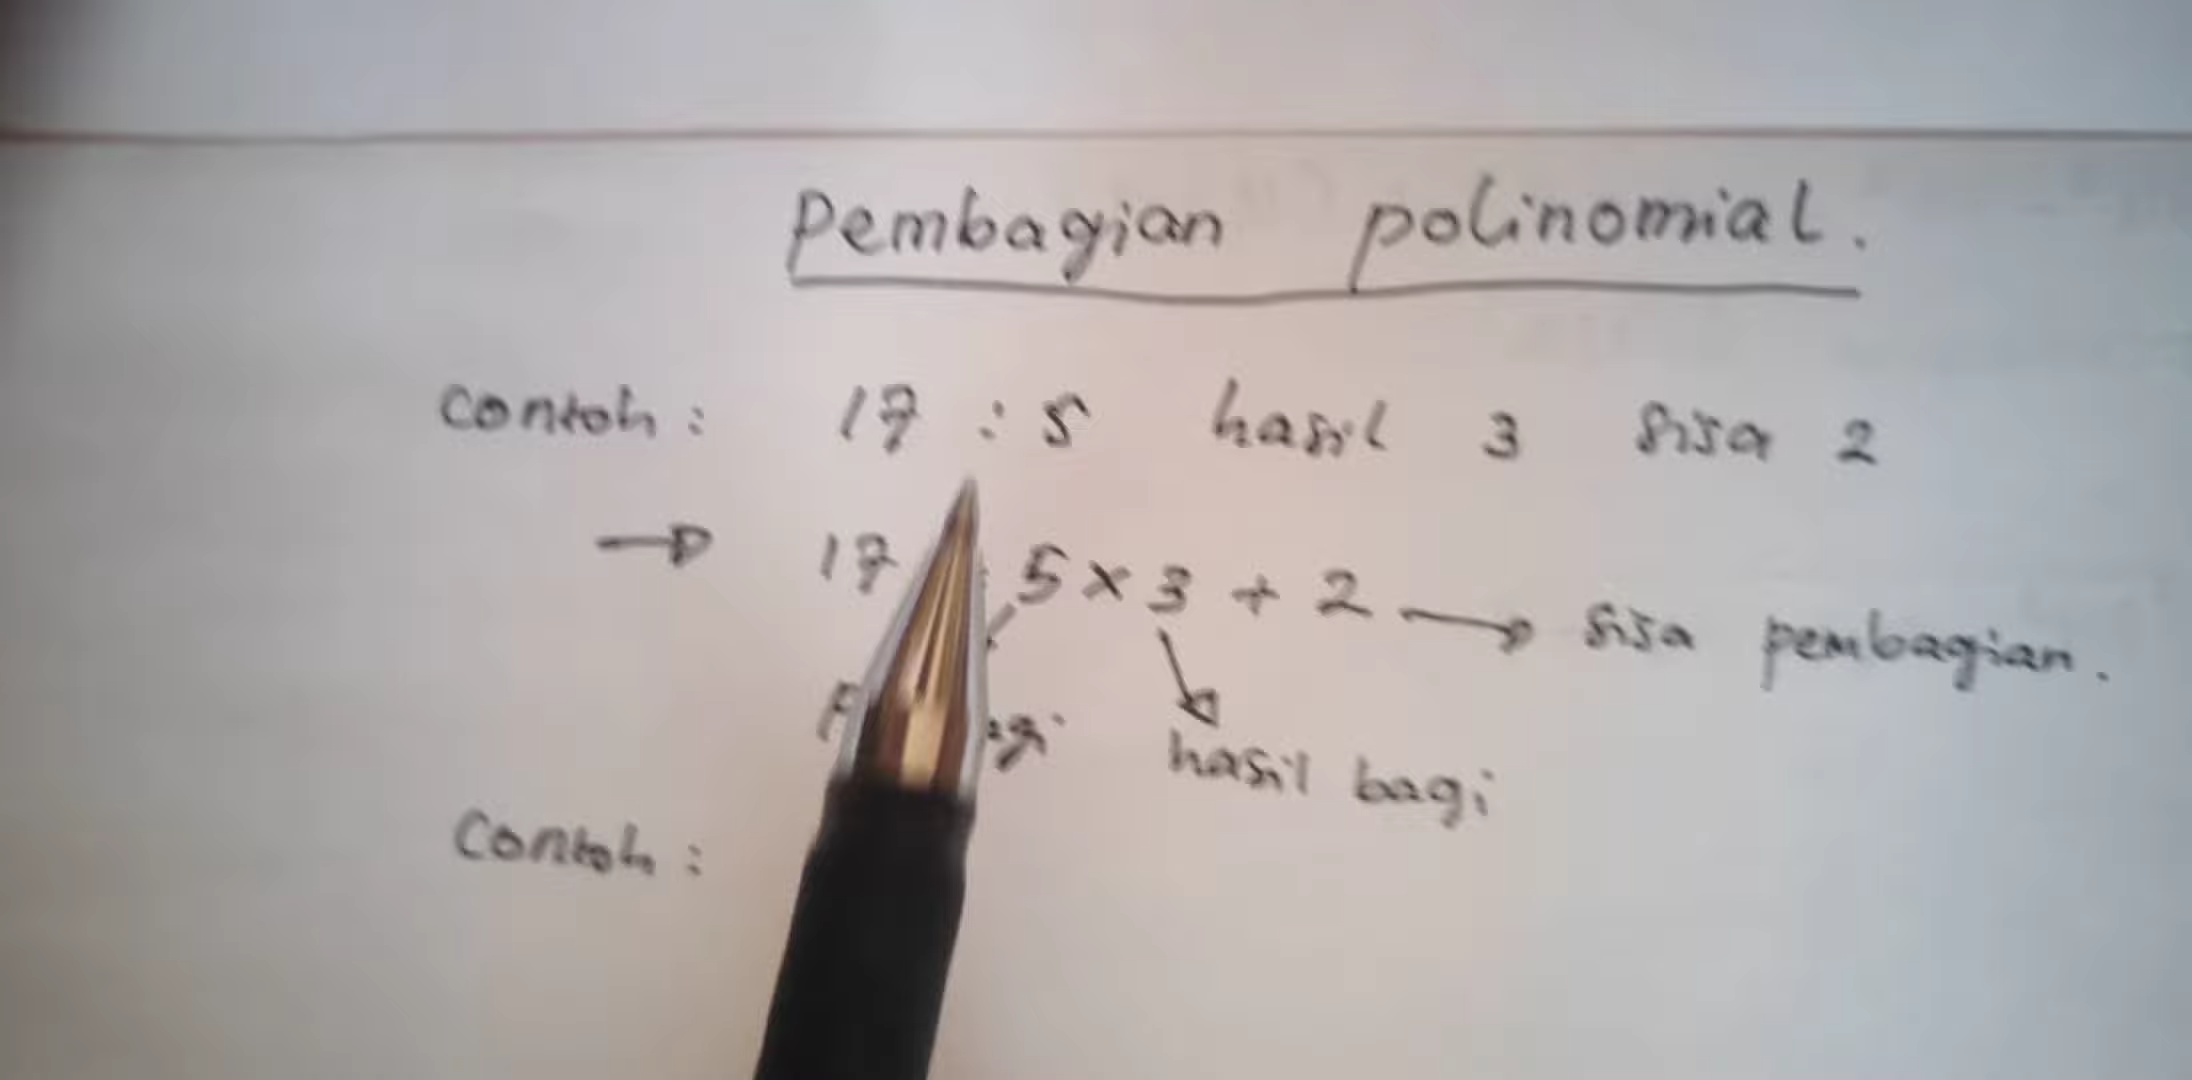 Pembagian polinomial.
Contoh : 17 : 5 hasil 3 sisa 2
→ 17 5 × 3 + 2 → sisa pembagian.
hasil bagi
Contoh :